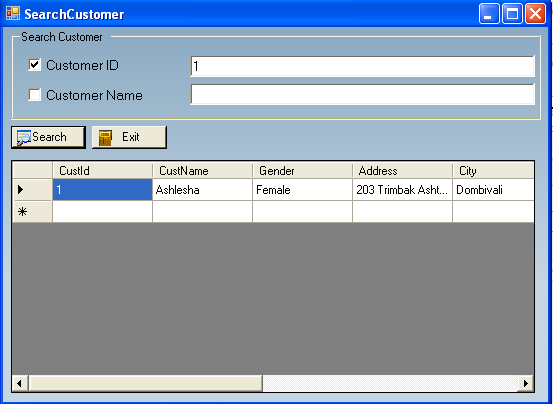 SearchCustomer
Search Customer
Customer ID 1
Customer Name
Search Exit
CustId CustName Gender Address City
1 Ashlesha Female 203 Trimbak Asht... Dombivali